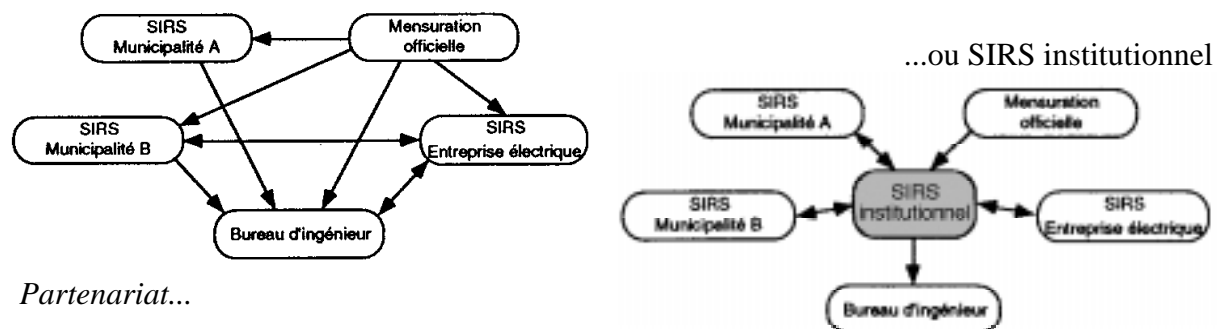 SIRS
Municipalité A
Mensuration
officielle
SIRS
Municipalité B
SIRS
Entreprise électrique
Bureau d'ingénieur
Partenariat...
...ou SIRS institutionnel
SIRS
Municipalité A
Mensuration
officielle
SIRS
institutionnel
SIRS
Municipalité B
SIRS
Entreprise électrique
Bureau d'ingénieur